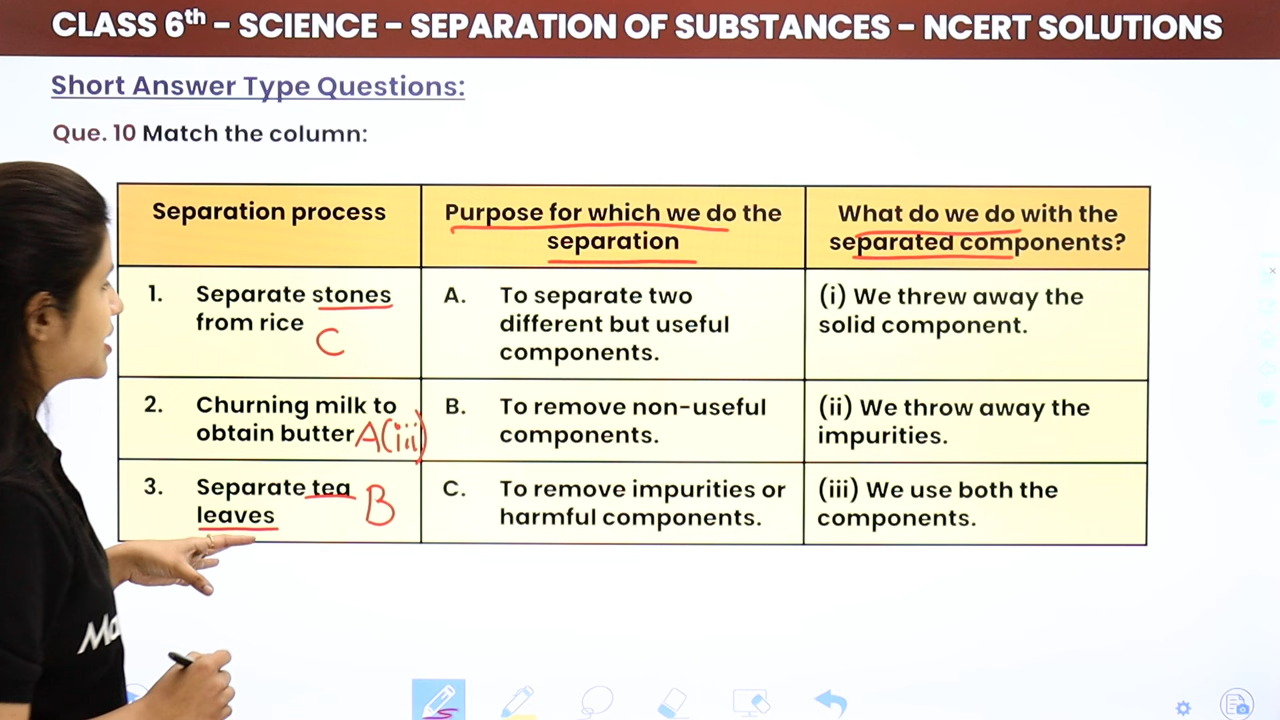 CLASS 6th – SCIENCE – SEPARATION OF SUBSTANCES – NCERT SOLUTIONS
Short Answer Type Questions:
Que. 10 Match the column:
Separation process
Purpose for which we do the
separation
What do we do with the
separated components?
1. Separate stones
from rice
C
A. To separate two
different but useful
components.
(i) We threw away the
solid component.
2. Churning milk to
obtain butter A(iii)
B. To remove non-useful
components.
(ii) We throw away the
impurities.
3. Separate tea
leaves
B
C. To remove impurities or
harmful components.
(iii) We use both the
components.